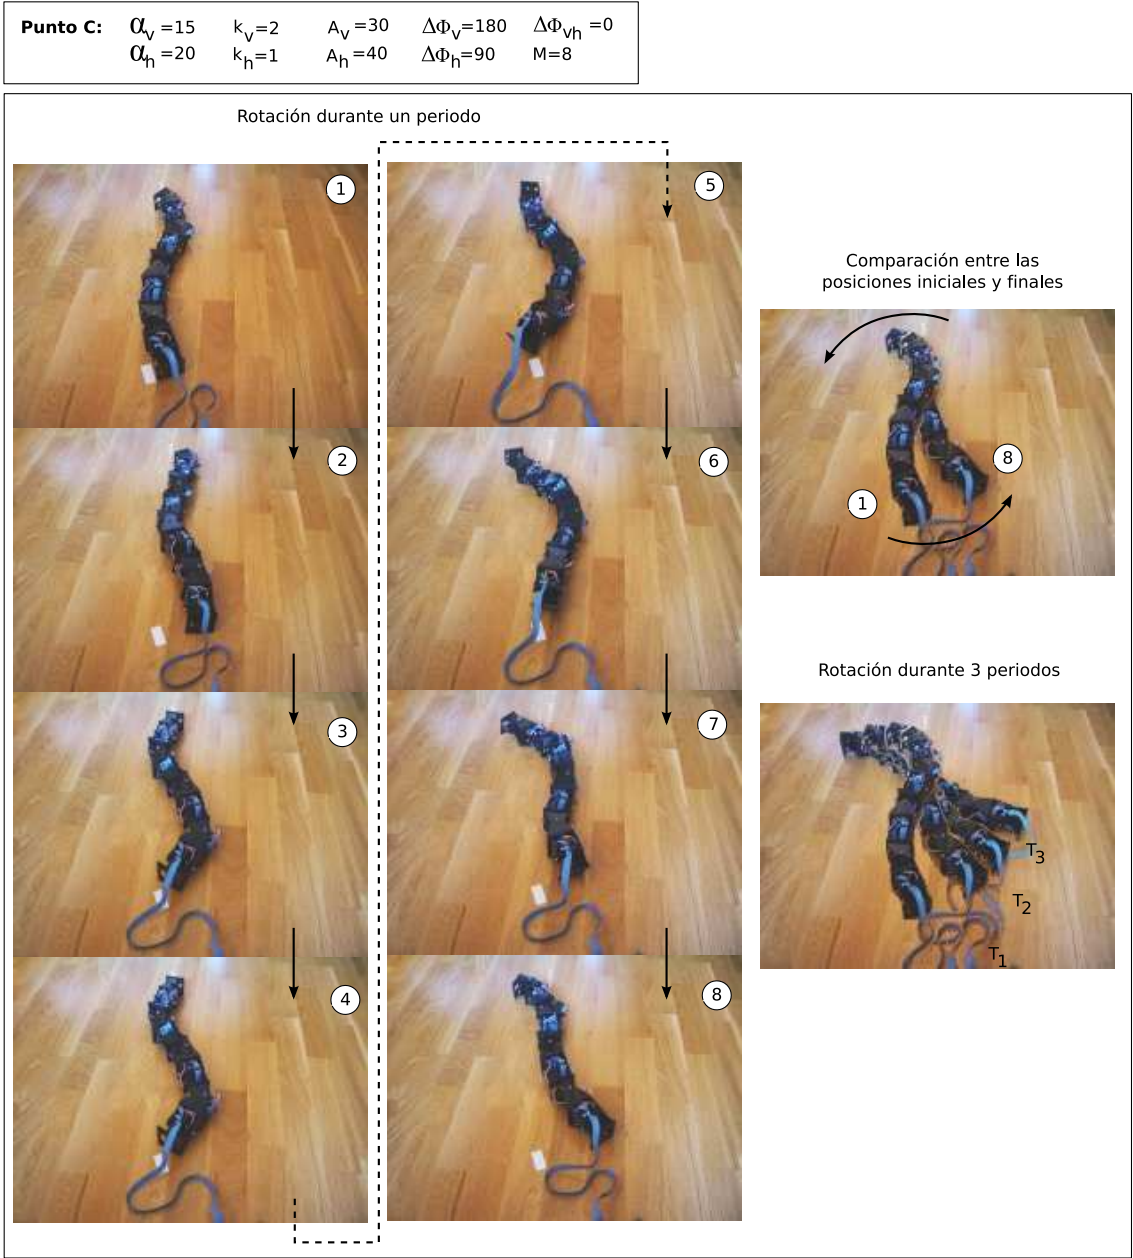 Punto C: αv =15 kv=2 Av=30 ΔΦv=180 ΔΦvh =0
αh =20 kh=1 Ah=40 ΔΦh=90 M=8
Rotación durante un periodo
1
2
3
4
5
6
7
8
Comparación entre las
posiciones iniciales y finales
1
8
Rotación durante 3 periodos
T3
T2
T1